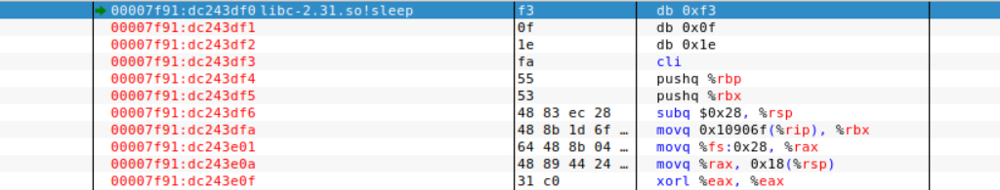 00007f91:dc243df0 libc-2.31.so!sleep f3 db 0xf3
00007f91:dc243df1 0f db 0x0f
00007f91:dc243df2 1e db 0x1e
00007f91:dc243df3 fa cli
00007f91:dc243df4 55 pushq %rbp
00007f91:dc243df5 53 pushq %rbx
00007f91:dc243df6 48 83 ec 28 subq $0x28, %rsp
00007f91:dc243dfa 48 8b 1d 6f … movq 0x10906f(%rip), %rbx
00007f91:dc243e01 64 48 8b 04 … movq %fs:0x28, %rax
00007f91:dc243e0a 48 89 44 24 … movq %rax, 0x18(%rsp)
00007f91:dc243e0f 31 c0 xorl %eax, %eax